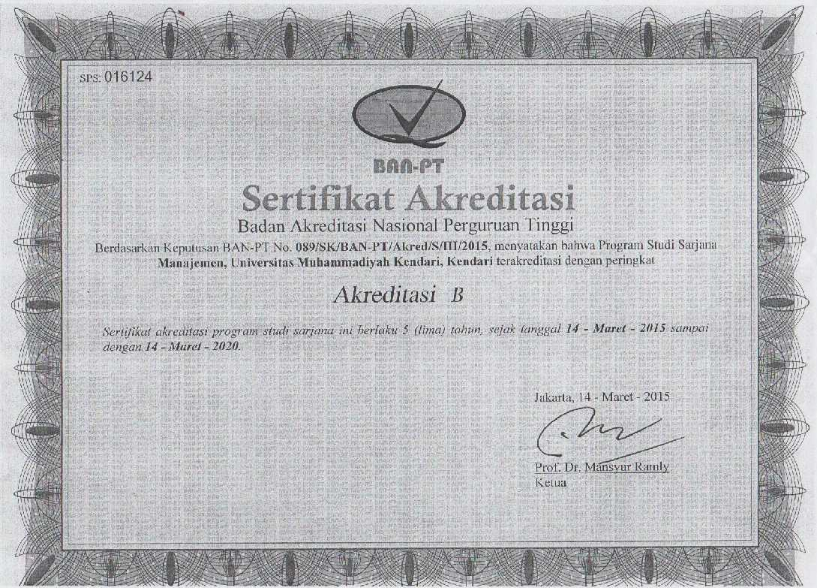 SPS: 016124
BAN-PT
Sertifikat Akreditasi
Badan Akreditasi Nasional Perguruan Tinggi
Berdasarkan Keputusan BAN-PT No. 089/SK/BAN-PT/Akred/S/III/2015, menyatakan bahwa Program Studi Sarjana
Manajemen, Universitas Muhammadiyah Kendari, Kendari terakreditasi dengan peringkat
Akreditasi B
Sertifikat akreditasi program studi sarjana ini berlaku 5 (lima) tahun, sejak tanggal 14 - Maret - 2015 sampai
dengan 14 - Maret - 2020.
Jakarta, 14 - Maret - 2015
Prof. Dr. Mansyur Ramly
Ketua